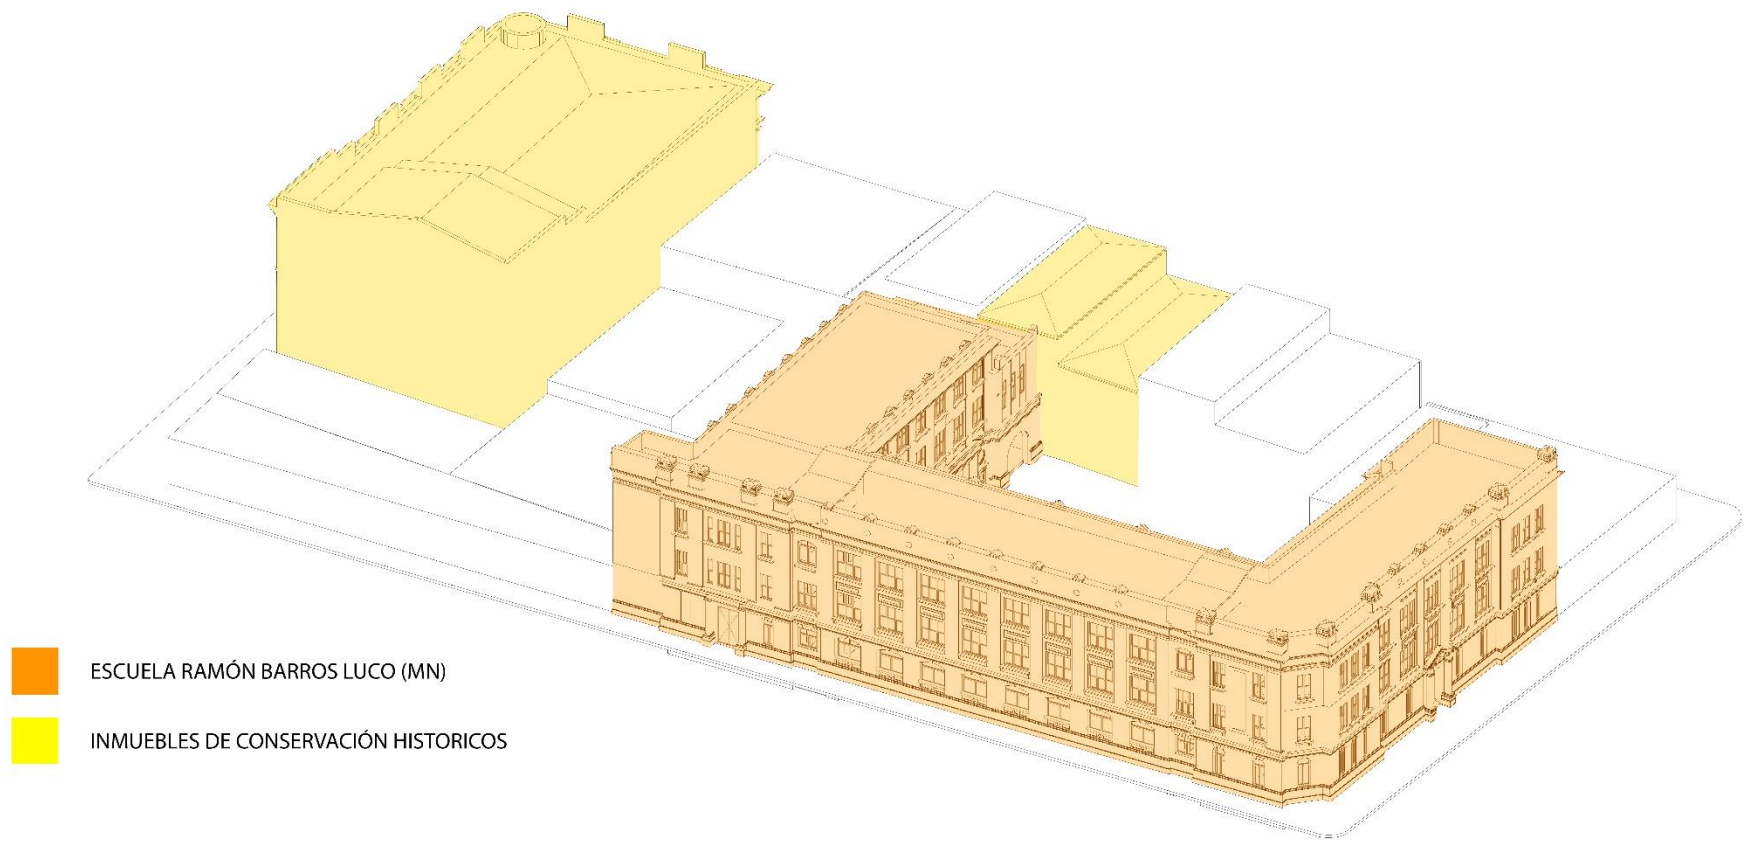 ESCUELA RAMÓN BARROS LUCO (MN)
INMUEBLES DE CONSERVACIÓN HISTORICOS